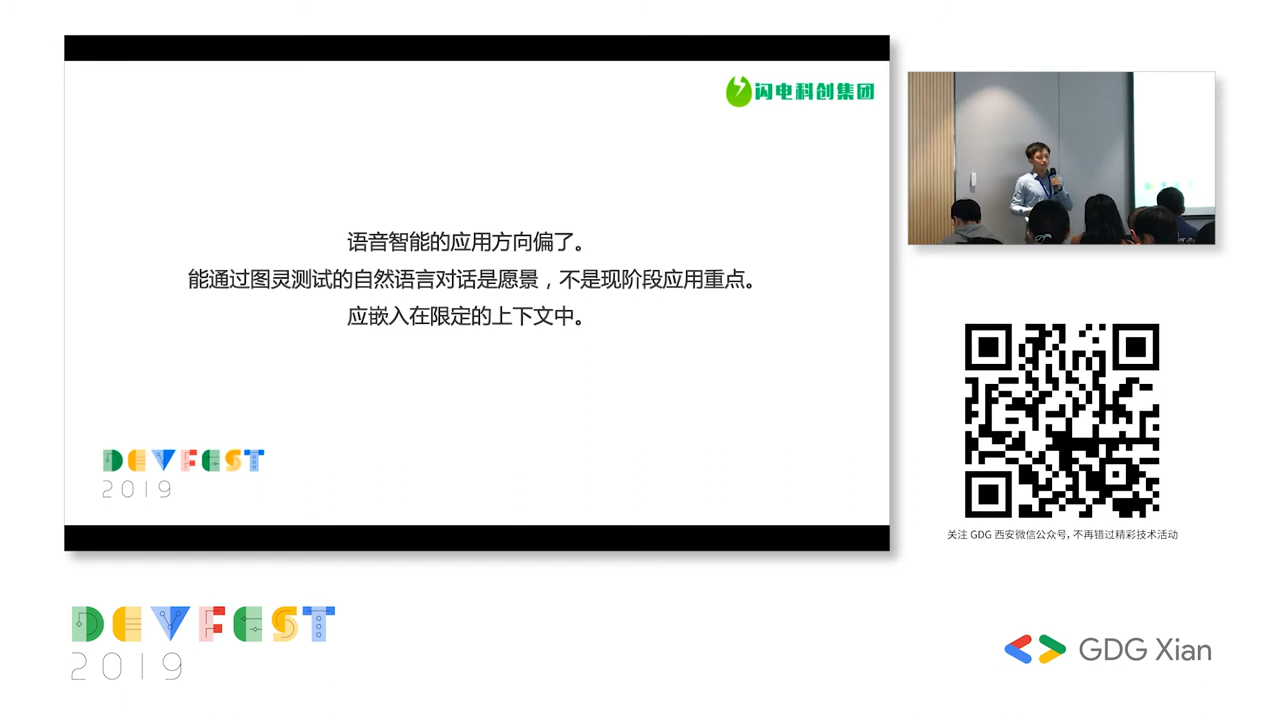 闪电科创集团
语音智能的应用方向偏了。
能通过图灵测试的自然语言对话是愿景，不是现阶段应用重点。
应嵌入在限定的上下文中。
DEVFEST
2019
关注 GDG 西安微信公众号, 不再错过精彩技术活动
DEVFEST
2019
GDG Xian